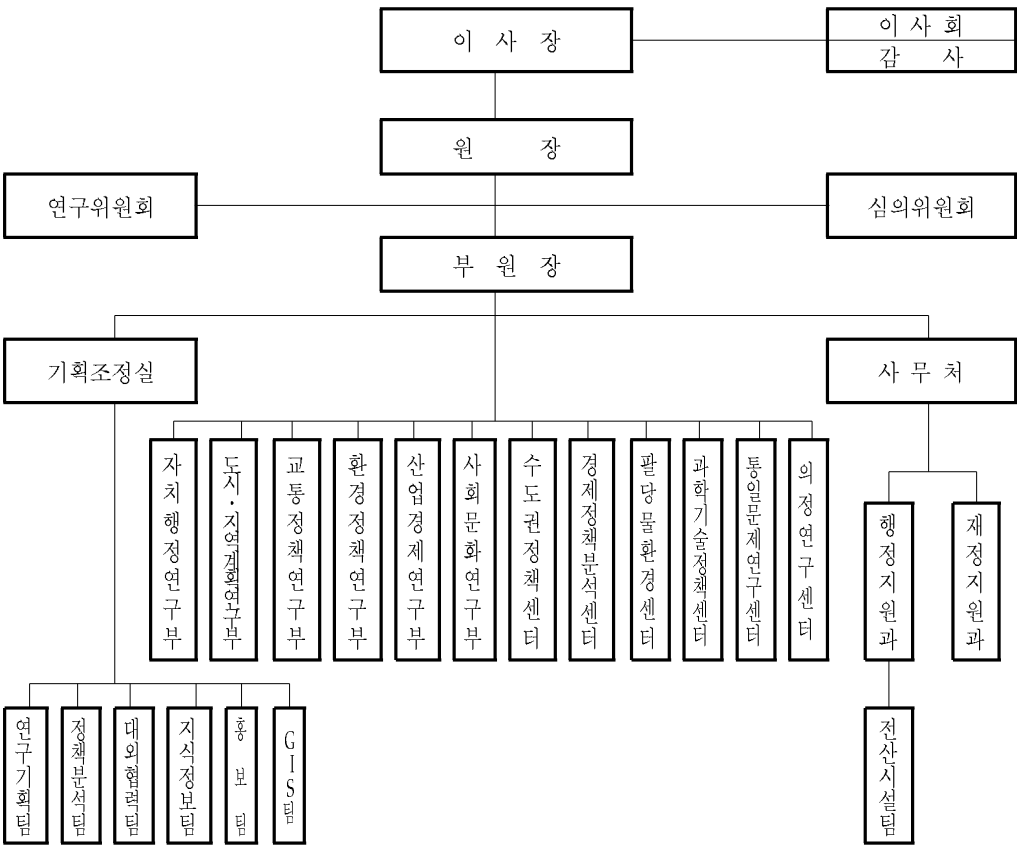 이 사 장
이 사 회
감 사
원 장
연구위원회
심의위원회
부 원 장
기획조정실
사 무 처
자치행정연구부
도시·지역계획연구부
교통정책연구부
환경정책연구부
산업경제연구부
사회문화연구부
수도권정책센터
경제정책분석센터
팔당물환경센터
과학기술정책센터
통일문제연구센터
의정연구센터
행정지원과
재정지원과
연구기획팀
정책분석팀
대외협력팀
지식정보팀
홍보팀
GIS팀
전산시설팀